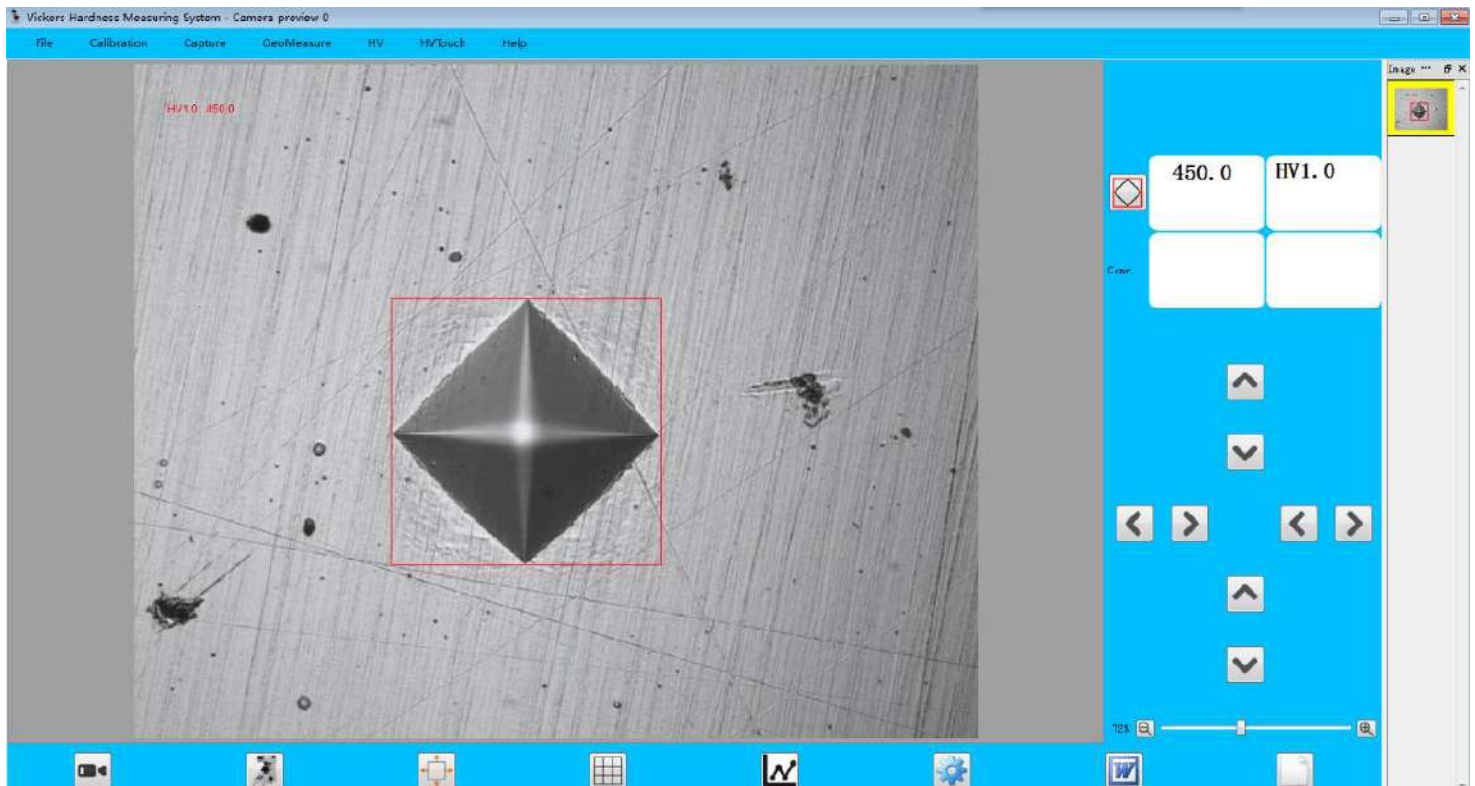 Vickers Hardness Measuring System - Camera preview 0
File Calibration Capture GeoMeasure HV HVTouch Help
Image ...
HV1.0 450.0
450.0 HV1.0
Conv.
72%
W